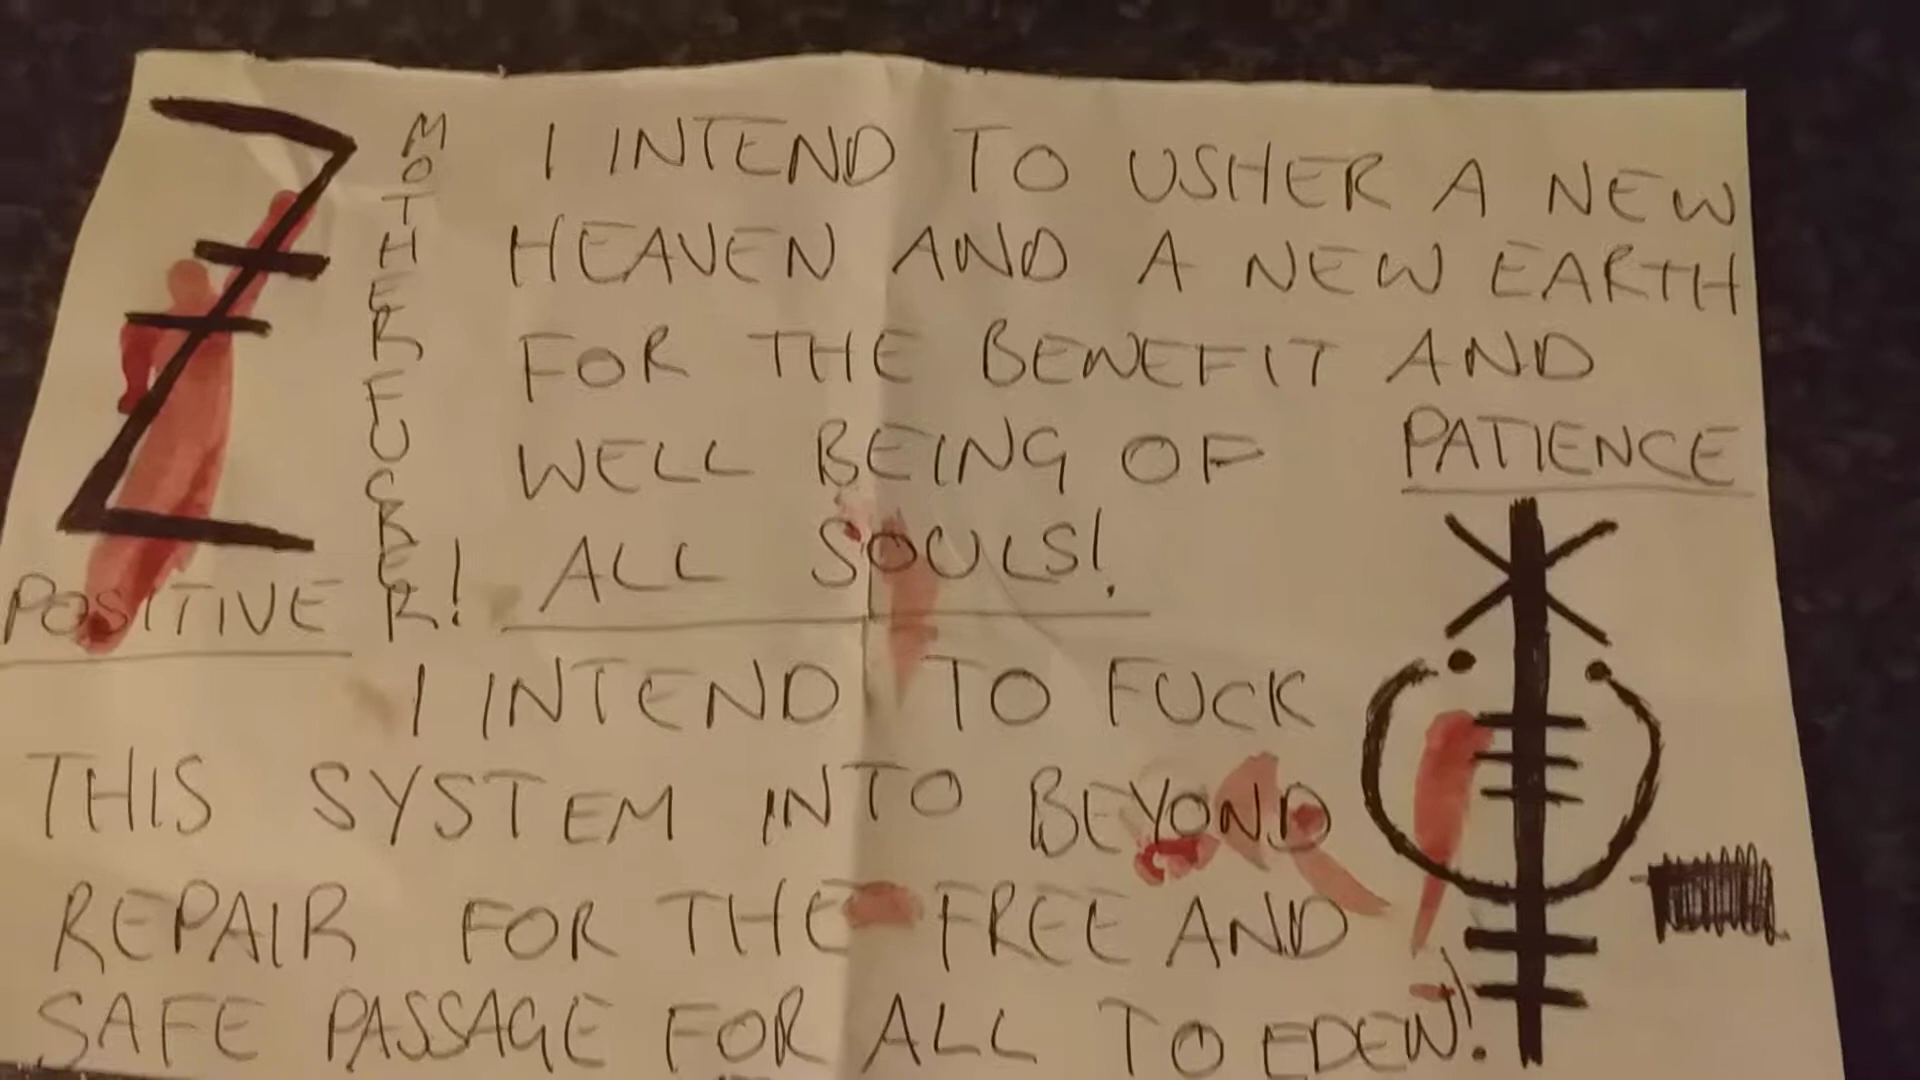 MOTHERFUCKER!
I INTEND TO USHER A NEW
HEAVEN AND A NEW EARTH
FOR THE BENEFIT AND
WELL BEING OF
ALL SOULS!
POSITIVE
PATIENCE
I INTEND TO FUCK
THIS SYSTEM INTO BEYOND
REPAIR FOR THE FREE AND
SAFE PASSAGE FOR ALL TO EDEN!